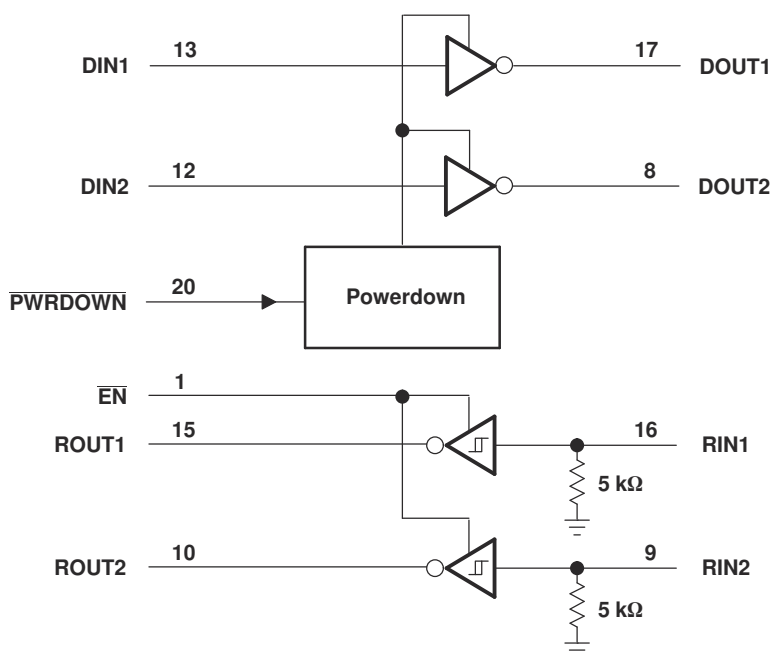 DIN1 13 17 DOUT1
DIN2 12 8 DOUT2
PWRDOWN 20 Powerdown
EN 1
ROUT1 15 16 RIN1
5 kΩ
ROUT2 10 9 RIN2
5 kΩ